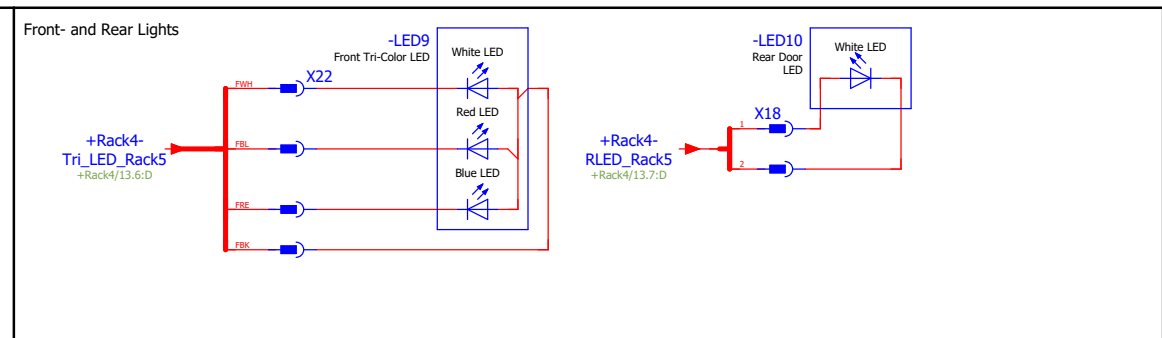 Front- and Rear Lights
-LED9
Front Tri-Color LED
White LED
Red LED
Blue LED
X22
FWH
FBL
FRE
FBK
+Rack4-
Tri_LED_Rack5
+Rack4/13.6:D
-LED10
Rear Door
LED
White LED
X18
1
2
+Rack4-
RLED_Rack5
+Rack4/13.7:D